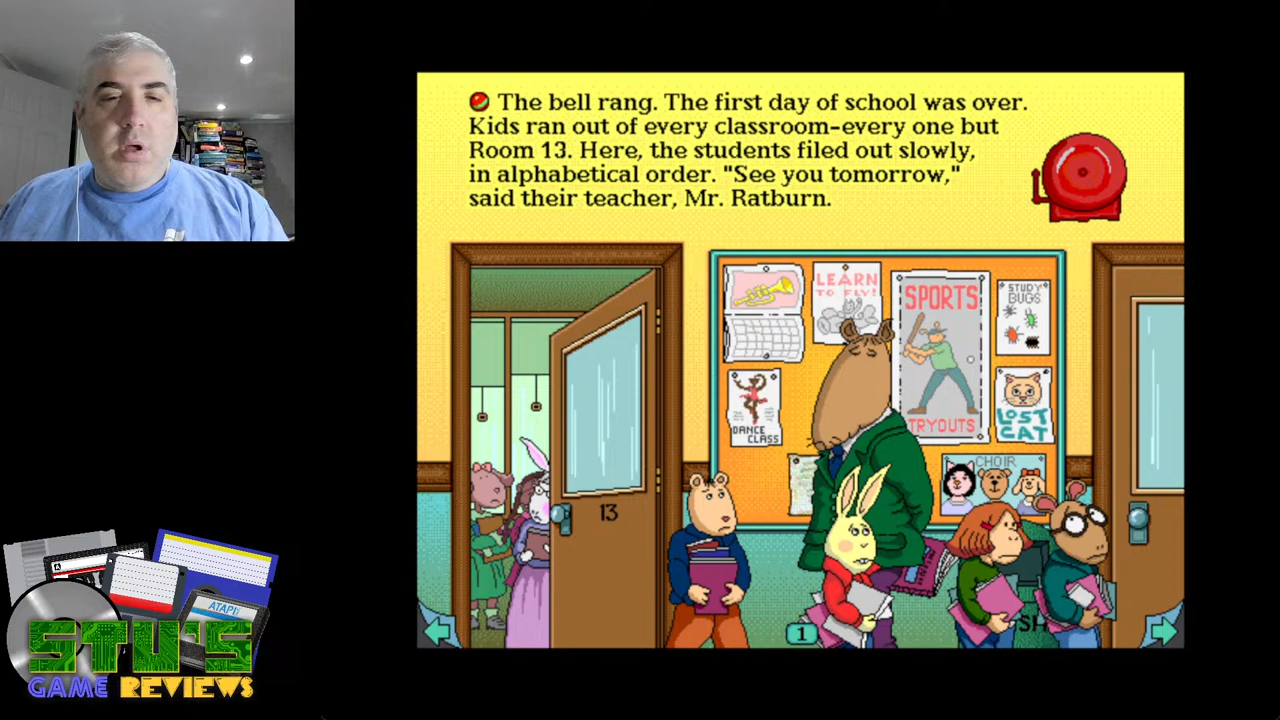 The bell rang. The first day of school was over.
Kids ran out of every classroom-every one but
Room 13. Here, the students filed out slowly,
in alphabetical order. "See you tomorrow,"
said their teacher, Mr. Ratburn.
LEARN
TO FLY!
SPORTS
TRYOUTS
STUDY
BUGS
DANCE
CLASS
LOST
CAT
CHOIR
13
SH
1
ATARI
STU'S
GAME REVIEWS